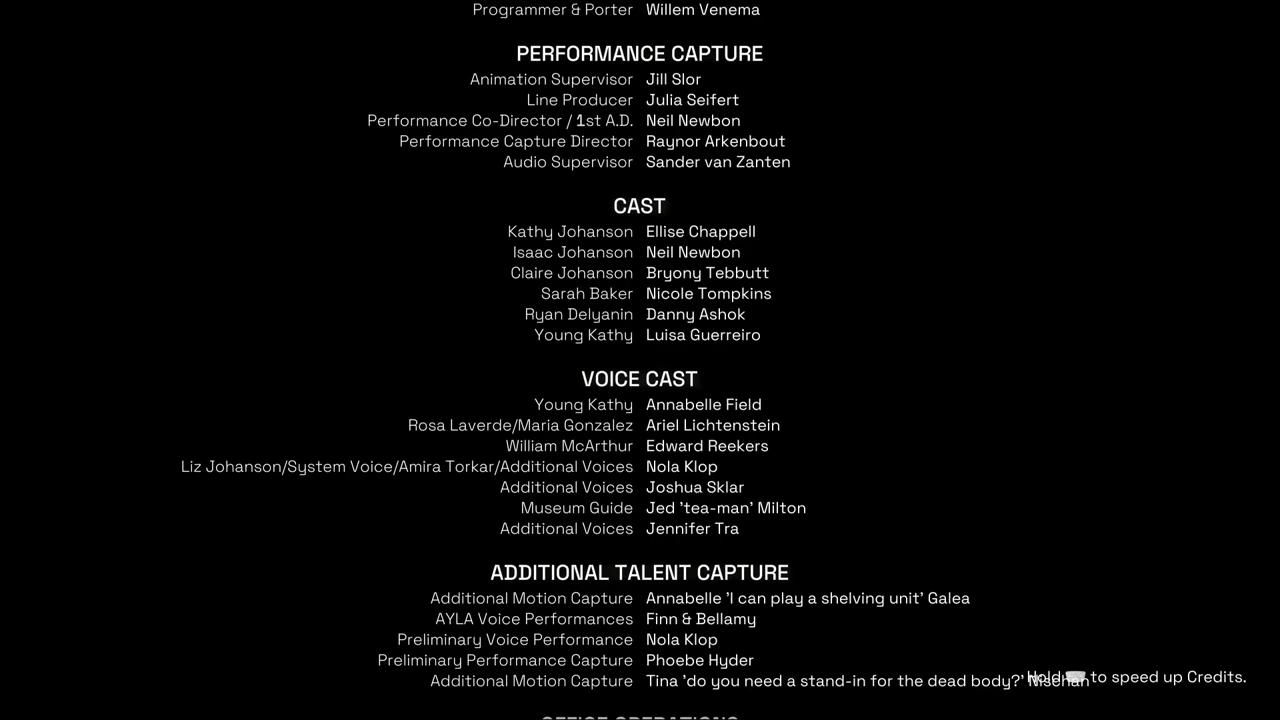 Programmer & Porter Willem Venema
PERFORMANCE CAPTURE
Animation Supervisor Jill Slor
Line Producer Julia Seifert
Performance Co-Director / 1st A.D. Neil Newbon
Performance Capture Director Raynor Arkenbout
Audio Supervisor Sander van Zanten
CAST
Kathy Johanson Ellise Chappell
Isaac Johanson Neil Newbon
Claire Johanson Bryony Tebbutt
Sarah Baker Nicole Tompkins
Ryan Delyanin Danny Ashok
Young Kathy Luisa Guerreiro
VOICE CAST
Young Kathy Annabelle Field
Rosa Laverde/Maria Gonzalez Ariel Lichtenstein
William McArthur Edward Reekers
Liz Johanson/System Voice/Amira Torkar/Additional Voices Nola Klop
Additional Voices Joshua Sklar
Museum Guide Jed 'tea-man' Milton
Additional Voices Jennifer Tra
ADDITIONAL TALENT CAPTURE
Additional Motion Capture Annabelle 'I can play a shelving unit' Galea
AYLA Voice Performances Finn & Bellamy
Preliminary Voice Performance Nola Klop
Preliminary Performance Capture Phoebe Hyder
Additional Motion Capture Tina 'do you need a stand-in for the dead body?'
Hold to speed up Credits.